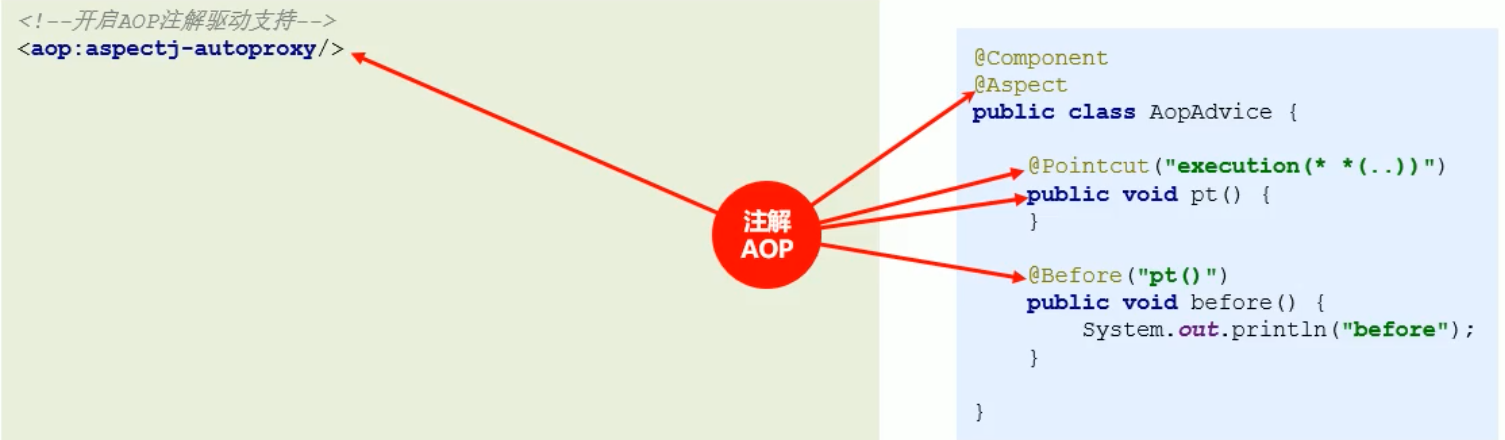 <!--开启AOP注解驱动支持-->
<aop:aspectj-autoproxy/>
注解
AOP
@Component
@Aspect
public class AopAdvice {
@Pointcut("execution(* *(..))")
public void pt() {
}
@Before("pt()")
public void before() {
System.out.println("before");
}
}